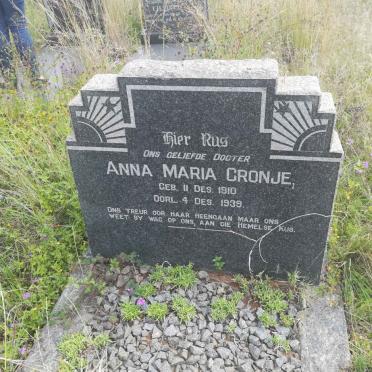 Hier Rus
ONS GELIEFDE DOGTER
ANNA MARIA CRONJE,
GEB. 11 DES. 1910
OORL. 4 DES. 1939.
ONS TREUR OOR HAAR HEENGAAN MAAR ONS
WEET SY WAG OP ONS, AAN DIE HEMELSE KUS.